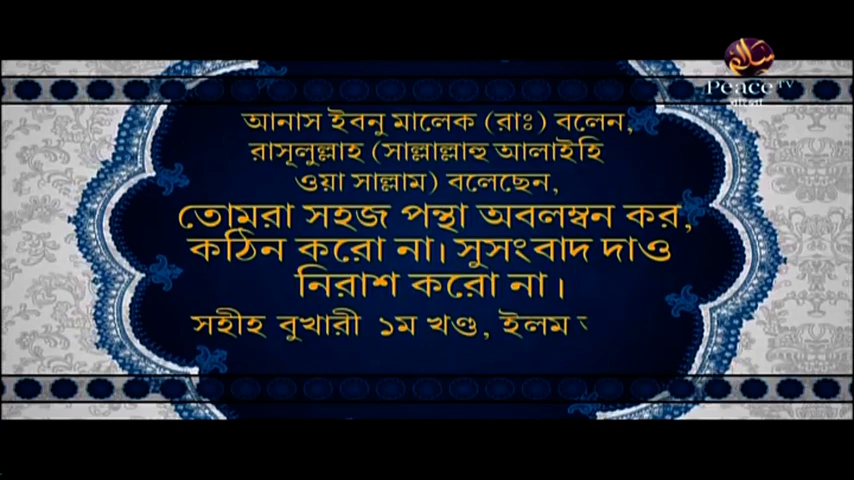 سلام
Peace TV
বাংলা
আনাস ইবনু মালেক (রাঃ) বলেন,
রাসূলুল্লাহ (সাল্লাল্লাহু আলাইহি
ওয়া সাল্লাম) বলেছেন,
তোমরা সহজ পন্থা অবলম্বন কর,
কঠিন করো না। সুসংবাদ দাও
নিরাশ করো না।
সহীহ বুখারী ১ম খণ্ড, ইলম